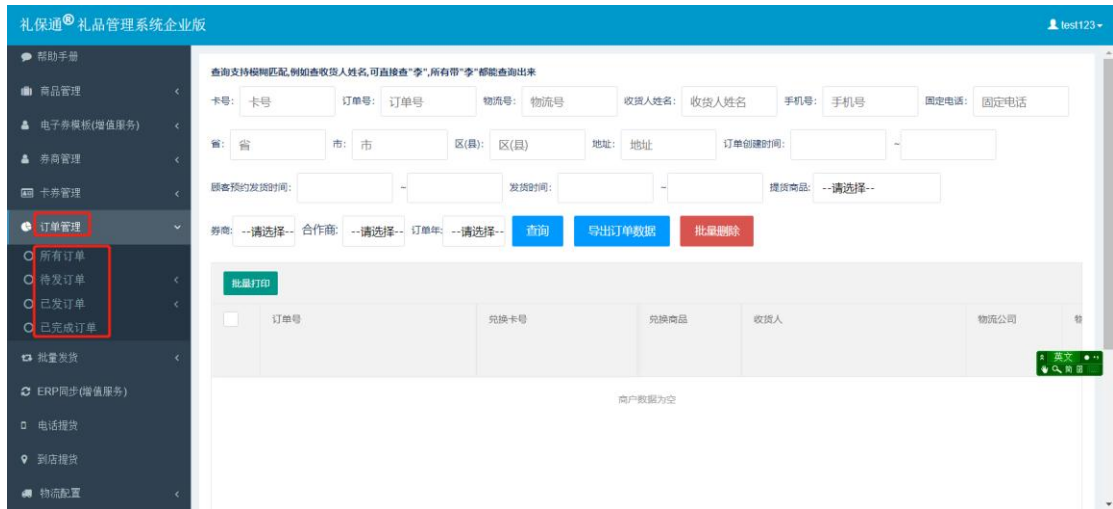 礼保通® 礼品管理系统企业版
test123
帮助手册
商品管理
电子券模板(增值服务)
券商管理
卡券管理
订单管理
所有订单
待发订单
已发订单
已完成订单
批量发货
ERP同步(增值服务)
电话提货
到店提货
物流配置
查询支持模糊匹配,例如查收货人姓名,可直接查"李",所有带"李"都能查询出来
卡号: 卡号 订单号: 订单号 物流号: 物流号 收货人姓名: 收货人姓名 手机号: 手机号 固定电话: 固定电话
省: 省 市: 市 区(县): 区(县) 地址: 地址 订单创建时间: ~
顾客预约发货时间: ~ 发货时间: ~ 提货商品: --请选择--
券商: --请选择-- 合作商: --请选择-- 订单年: --请选择-- 查询 导出订单数据 批量删除
批量打印
订单号 兑换卡号 兑换商品 收货人 物流公司
商户数据为空
英文
简